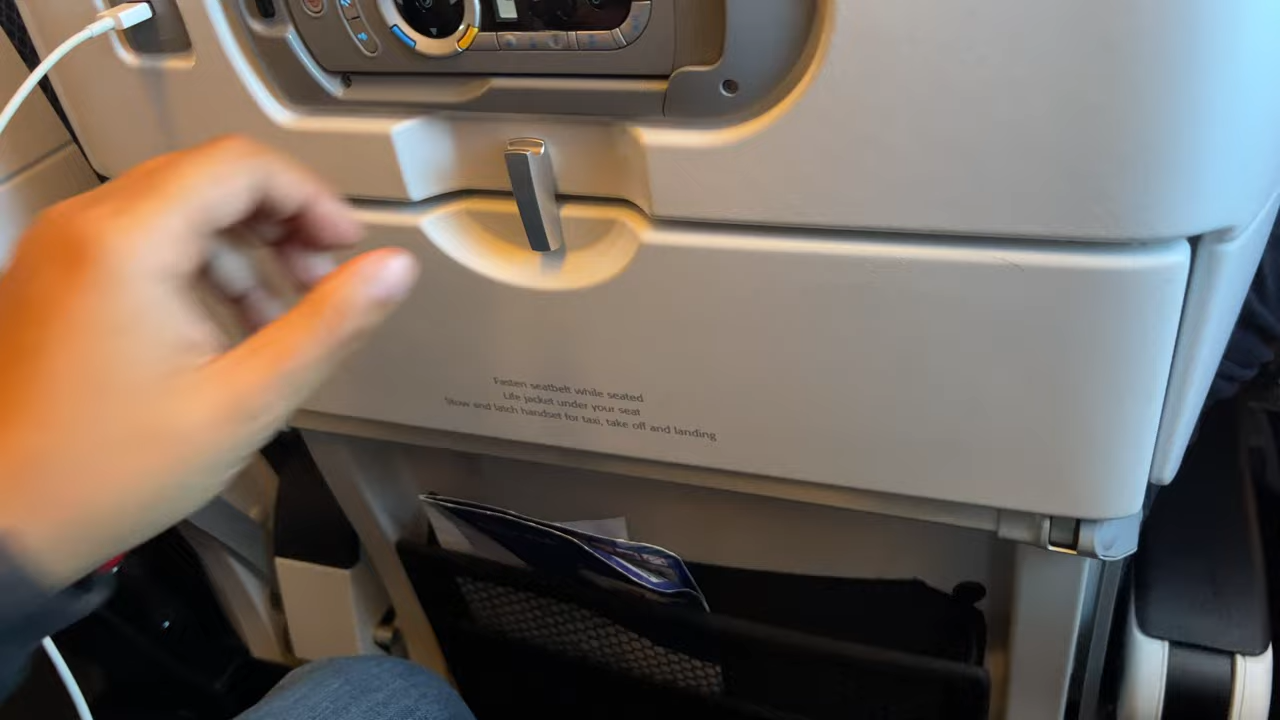 Fasten seatbelt while seated
Life jacket under your seat
Stow and latch handset for taxi, take off and landing